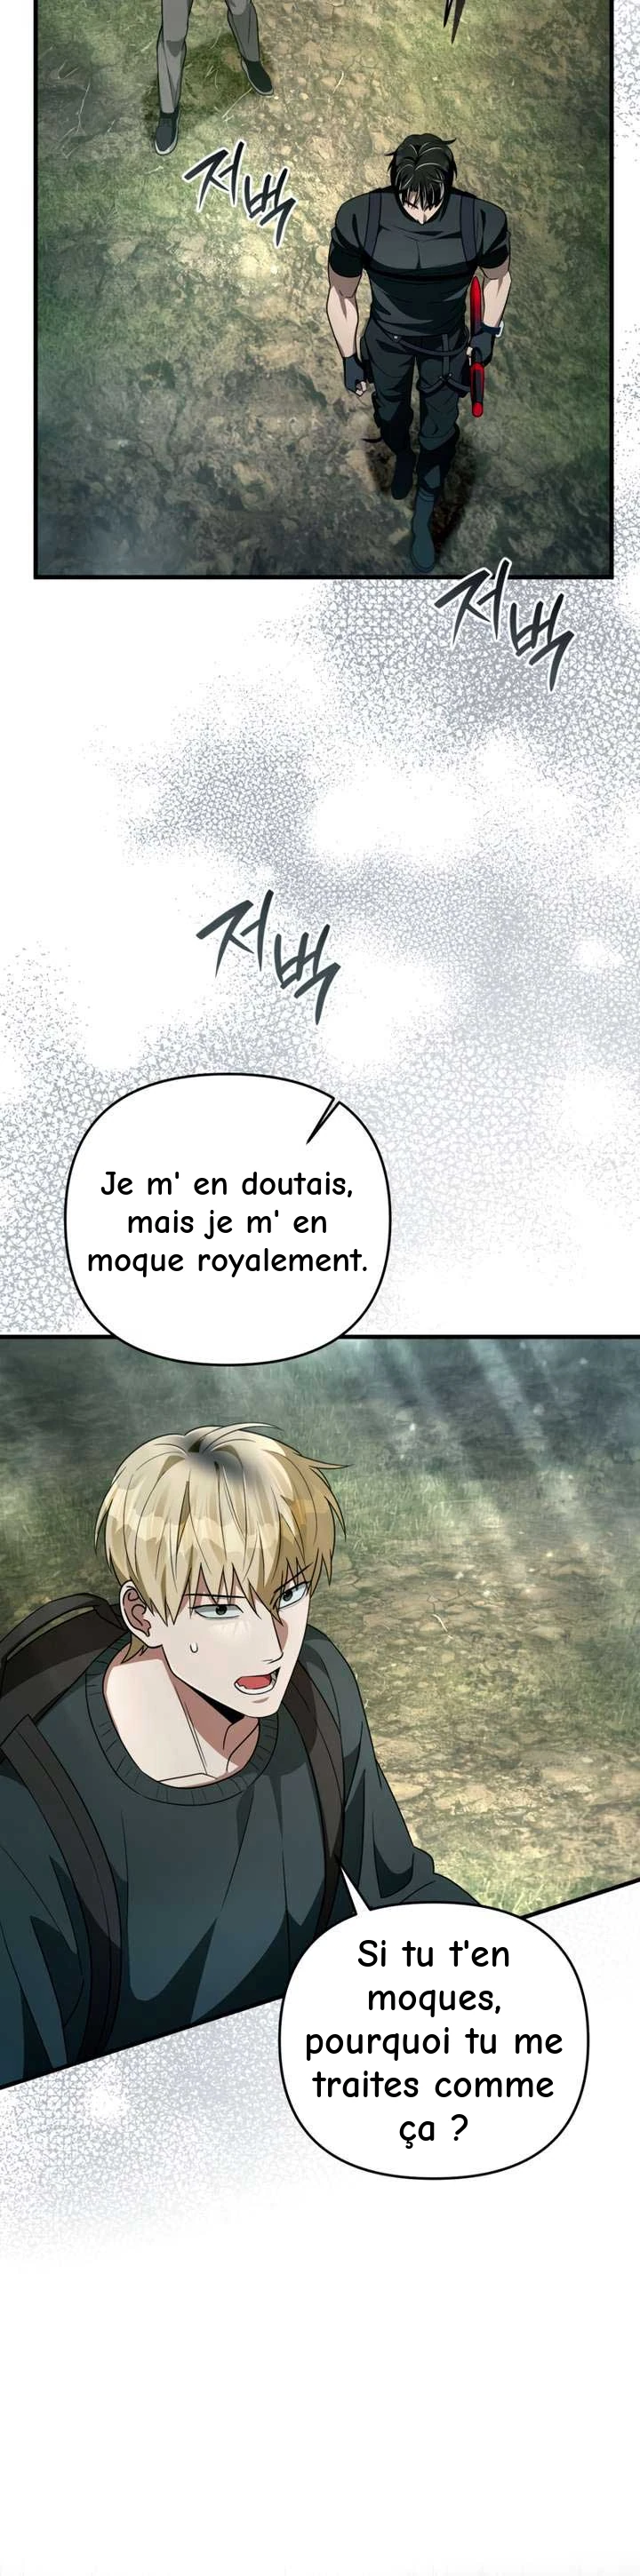 저벅
저벅
저벅
Je m' en doutais,
mais je m' en
moque royalement.
Si tu t'en
moques,
pourquoi tu me
traites comme
ça ?